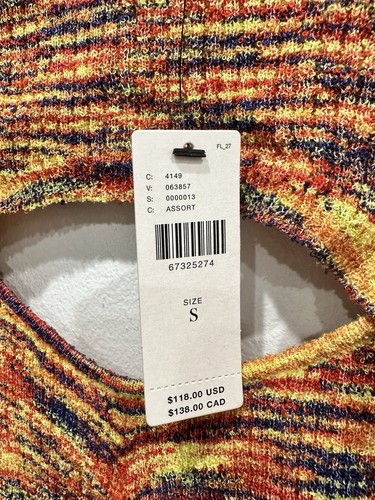 FL_27
C: 4149
V: 063857
S: 0000013
C: ASSORT
67325274
SIZE
S
$118.00 USD
$138.00 CAD